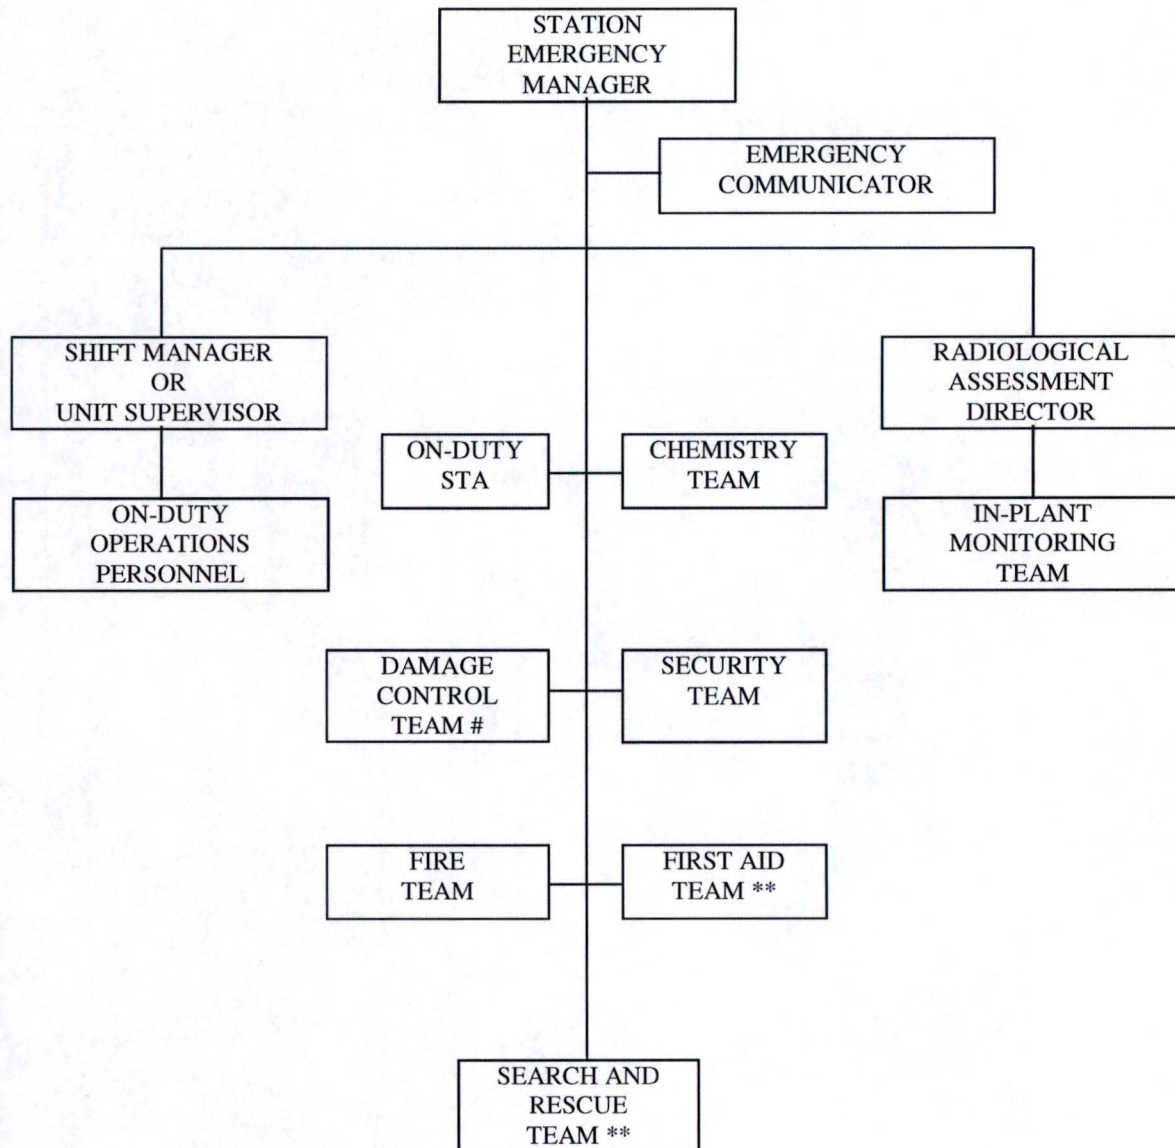 STATION
EMERGENCY
MANAGER
EMERGENCY
COMMUNICATOR
SHIFT MANAGER
OR
UNIT SUPERVISOR
RADIOLOGICAL
ASSESSMENT
DIRECTOR
ON-DUTY
STA
CHEMISTRY
TEAM
ON-DUTY
OPERATIONS
PERSONNEL
IN-PLANT
MONITORING
TEAM
DAMAGE
CONTROL
TEAM #
SECURITY
TEAM
FIRE
TEAM
FIRST AID
TEAM **
SEARCH AND
RESCUE
TEAM **